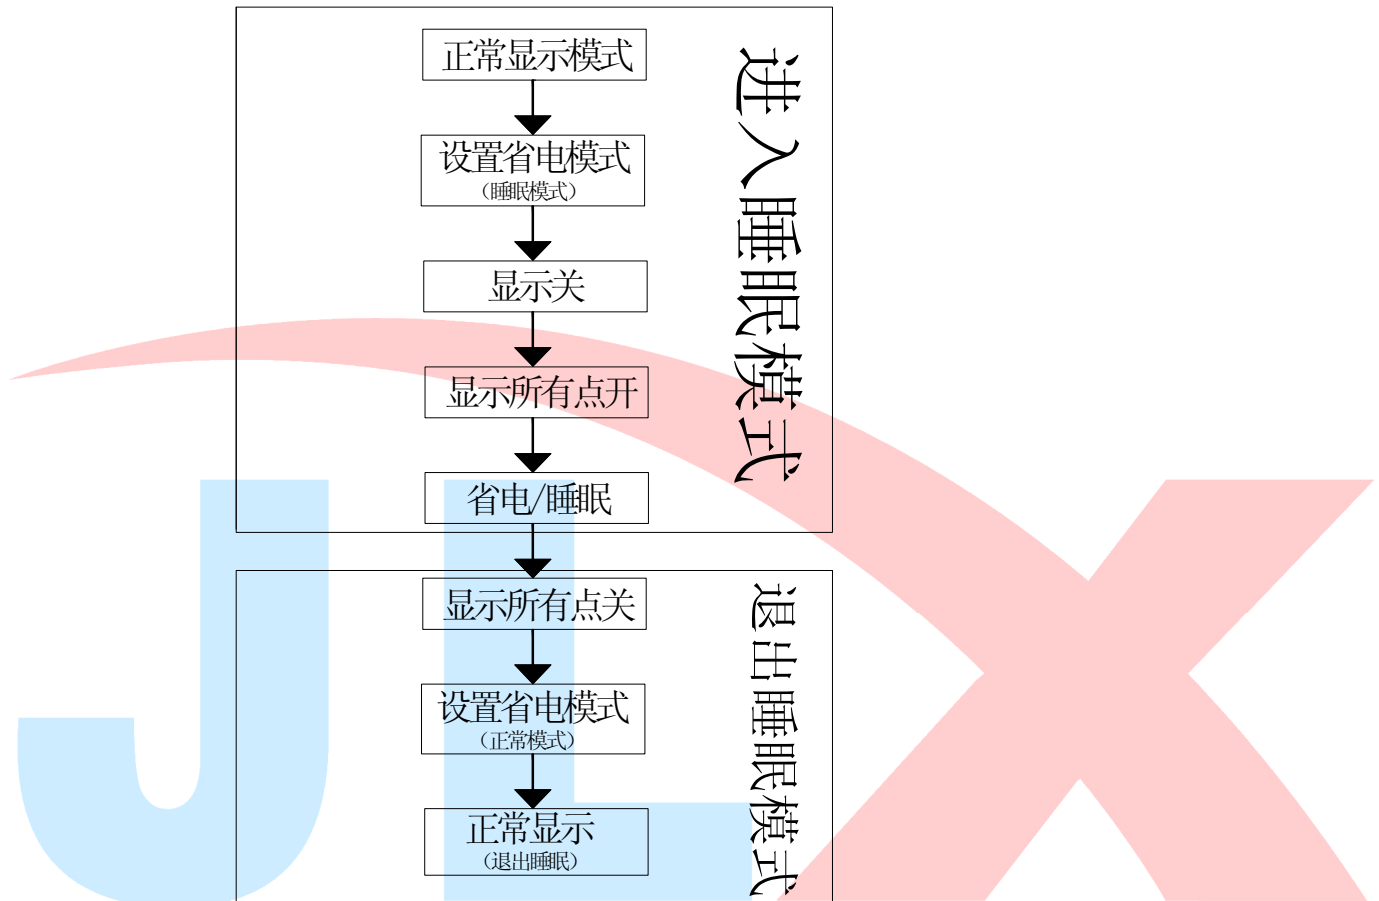 正常显示模式
设置省电模式
（睡眠模式）
显示关
显示所有点开
省电/睡眠
进入睡眠模式
显示所有点关
设置省电模式
（正常模式）
正常显示
（退出睡眠）
退出睡眠模式
JLX